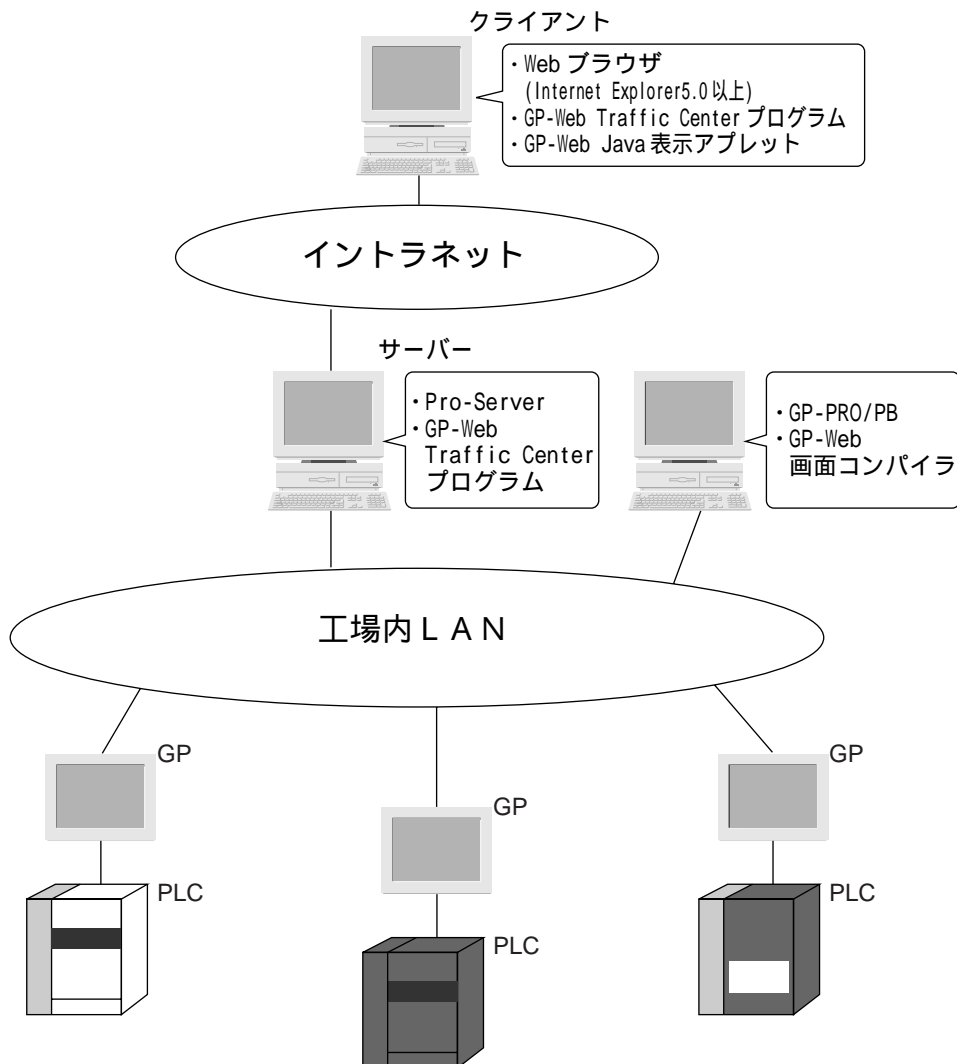 クライアント
・Web ブラウザ
(Internet Explorer5.0以上)
・GP-Web Traffic Center プログラム
・GP-Web Java 表示アプレット
イントラネット
サーバー
・Pro-Server
・GP-Web
Traffic Center
プログラム
・GP-PRO/PB
・GP-Web
画面コンパイラ
工場内ＬＡＮ
GP
GP
GP
PLC
PLC
PLC